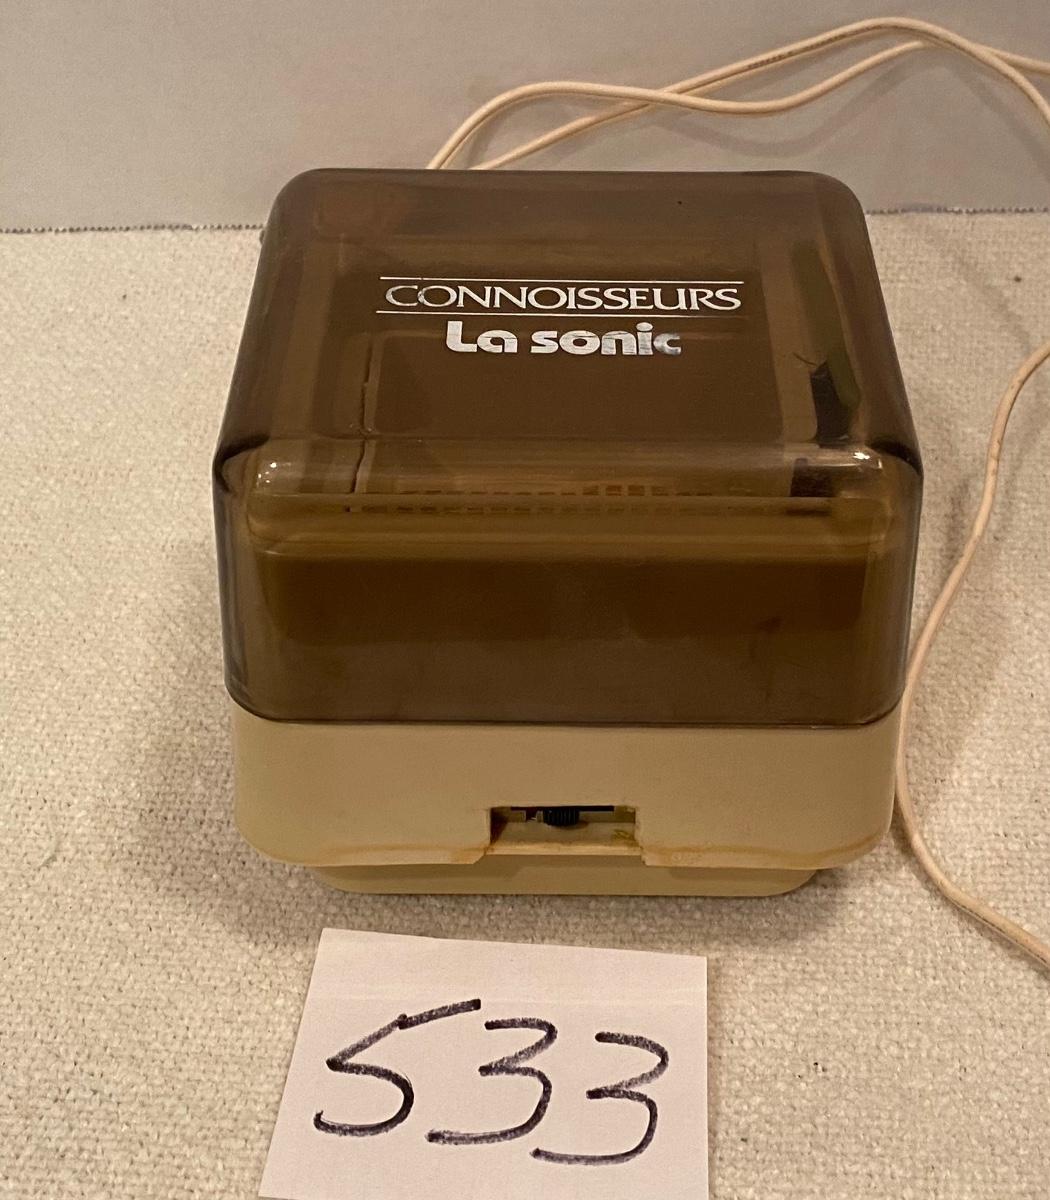 CONNOISSEURS
La sonic
533